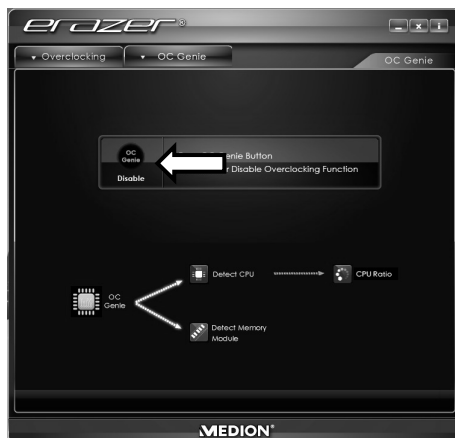 erazer®
Overclocking
OC Genie
OC Genie
OC
Genie
Disable
Genie Button
Disable Overclocking Function
OC
Genie
Detect CPU
CPU Ratio
Detect Memory
Module
MEDION®